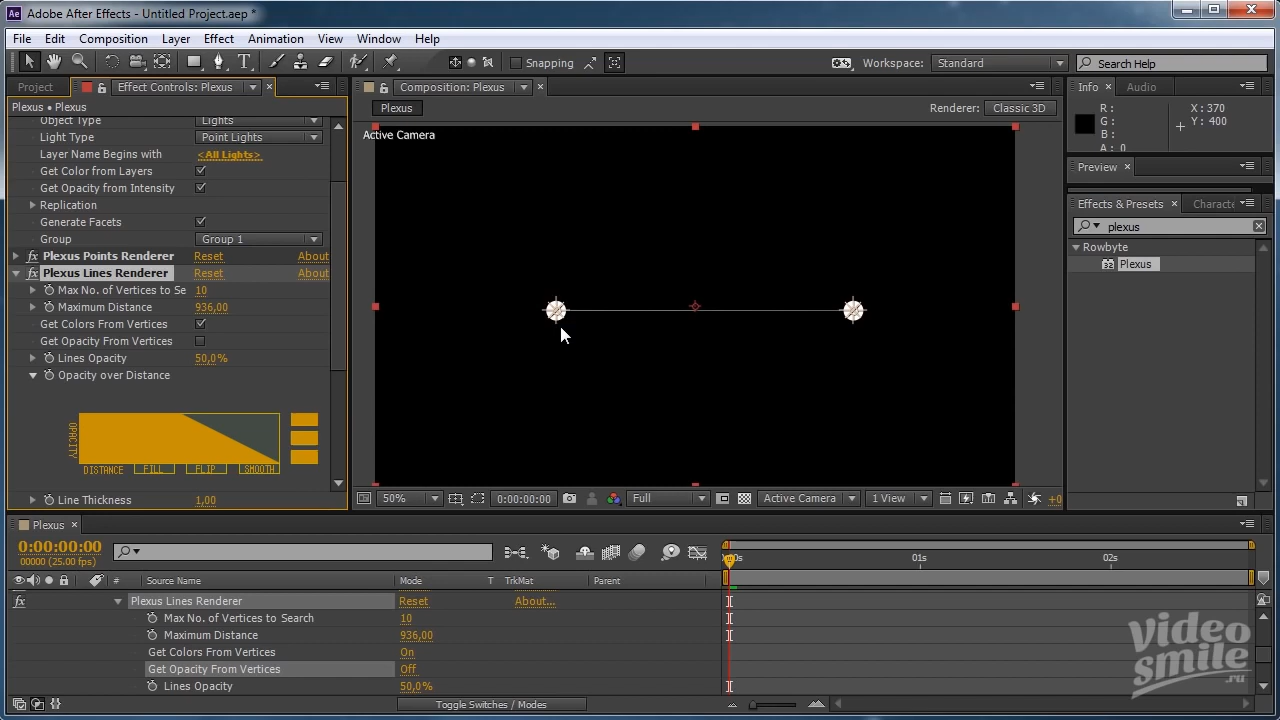 Adobe After Effects - Untitled Project.aep *
File Edit Composition Layer Effect Animation View Window Help
Snapping
Workspace: Standard
Search Help
Project
Effect Controls: Plexus
Plexus • Plexus
Object Type Lights
Light Type Point Lights
Layer Name Begins with <All Lights>
Get Color from Layers
Get Opacity from Intensity
Replication
Generate Facets
Group Group 1
fx Plexus Points Renderer Reset About
fx Plexus Lines Renderer Reset About
Max No. of Vertices to Se 10
Maximum Distance 936,00
Get Colors From Vertices
Get Opacity From Vertices
Lines Opacity 50,0%
Opacity over Distance
OPACITY
DISTANCE FILL FLIP SMOOTH
Line Thickness 1,00
Composition: Plexus
Plexus
Renderer: Classic 3D
Active Camera
50% 0:00:00:00 Full Active Camera 1 View +0
Info Audio
R:
G:
B:
A: 0
X: 370
Y: 400
Preview
Effects & Presets Characte
plexus
Rowbyte
32 Plexus
Plexus
0:00:00:00
00000 (25.00 fps)
# Source Name Mode T TrkMat Parent
00s 01s 02s
fx Plexus Lines Renderer Reset About...
Max No. of Vertices to Search 10
Maximum Distance 936,00
Get Colors From Vertices On
Get Opacity From Vertices Off
Lines Opacity 50,0%
Toggle Switches / Modes
video
smile
.ru